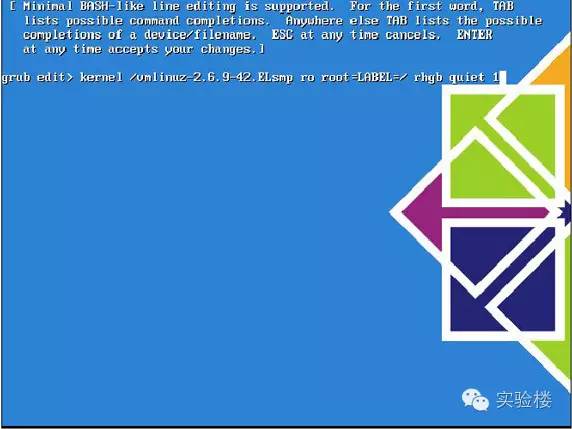 [ Minimal BASH-like line editing is supported.  For the first word, TAB
lists possible command completions.  Anywhere else TAB lists the possible
completions of a device/filename.  ESC at any time cancels.  ENTER
at any time accepts your changes.]
grub edit> kernel /vmlinuz-2.6.9-42.ELsmp ro root=LABEL=/ rhgb quiet 1
实验楼